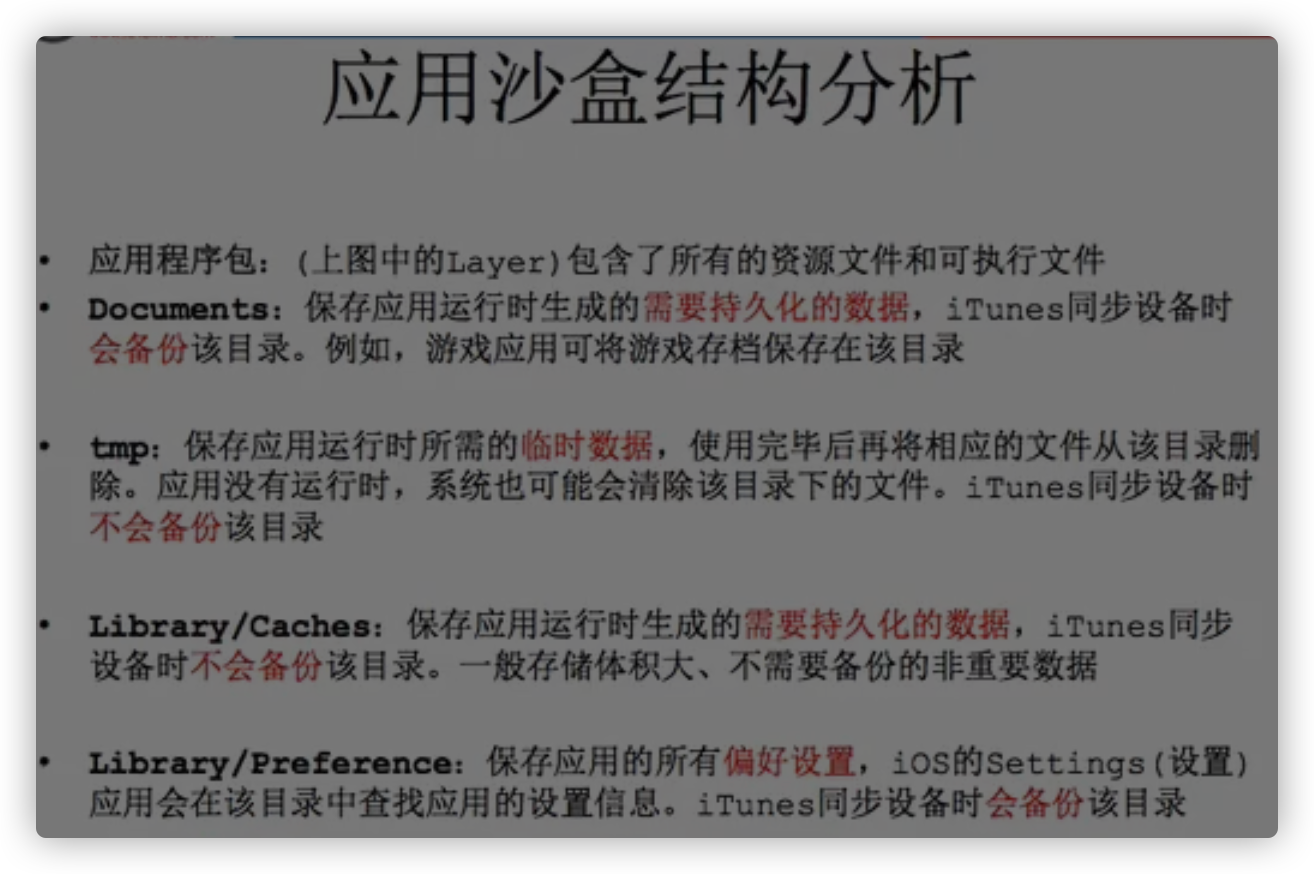 应用沙盒结构分析
• 应用程序包：(上图中的Layer)包含了所有的资源文件和可执行文件
• Documents：保存应用运行时生成的需要持久化的数据，iTunes同步设备时
会备份该目录。例如，游戏应用可将游戏存档保存在该目录
• tmp：保存应用运行时所需的临时数据，使用完毕后再将相应的文件从该目录删
除。应用没有运行时，系统也可能会清除该目录下的文件。iTunes同步设备时
不会备份该目录
• Library/Caches：保存应用运行时生成的需要持久化的数据，iTunes同步
设备时不会备份该目录。一般存储体积大、不需要备份的非重要数据
• Library/Preference：保存应用的所有偏好设置，iOS的Settings(设置)
应用会在该目录中查找应用的设置信息。iTunes同步设备时会备份该目录